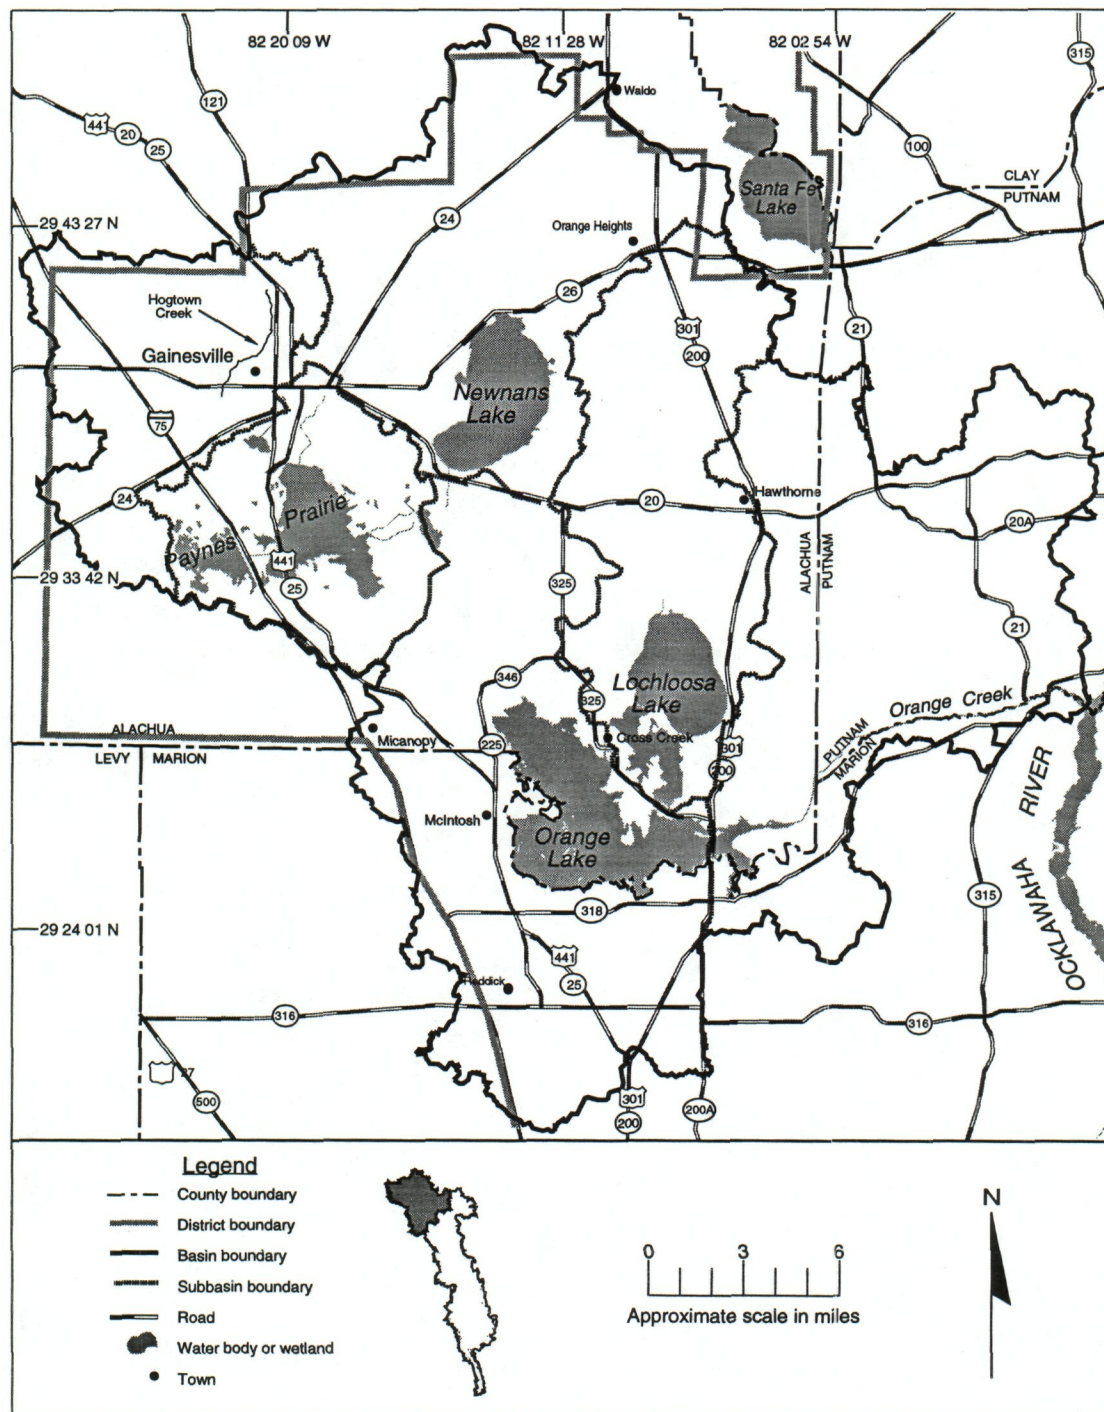 82 20 09 W
82 11 28 W
82 02 54 W
315
121
441
20
25
Waldo
100
CLAY
PUTNAM
Santa Fe
Lake
24
29 43 27 N
Orange Heights
26
Hogtown
Creek
301
21
200
Gainesville
Newnans
Lake
75
24
20
Hawthorne
20A
Prairie
Paynes
441
25
29 33 42 N
325
ALACHUA
PUTNAM
21
346
Lochloosa
Lake
325
Orange Creek
ALACHUA
Micanopy
225
Cross Creek
301
200
PUTNAM
MARION
LEVY
MARION
McIntosh
Orange
Lake
OCKLAWAHA RIVER
318
315
29 24 01 N
441
25
Reddick
316
316
27
500
301
200
200A
Legend
County boundary
District boundary
Basin boundary
Subbasin boundary
Road
Water body or wetland
Town
0 3 6
Approximate scale in miles
N